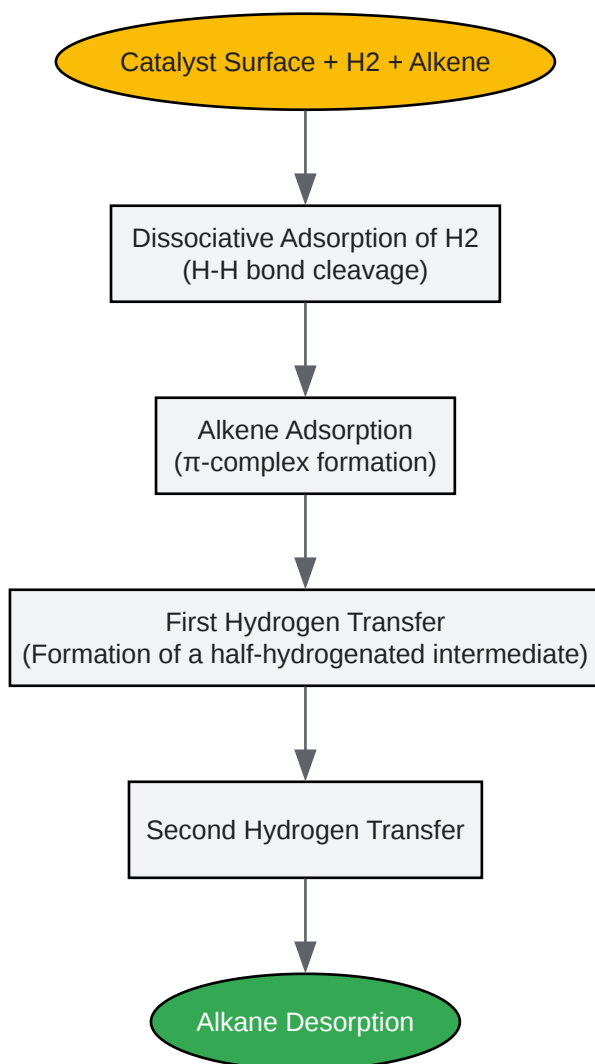 Catalyst Surface + H2 + Alkene
Dissociative Adsorption of H2
(H-H bond cleavage)
Alkene Adsorption
(π-complex formation)
First Hydrogen Transfer
(Formation of a half-hydrogenated intermediate)
Second Hydrogen Transfer
Alkane Desorption